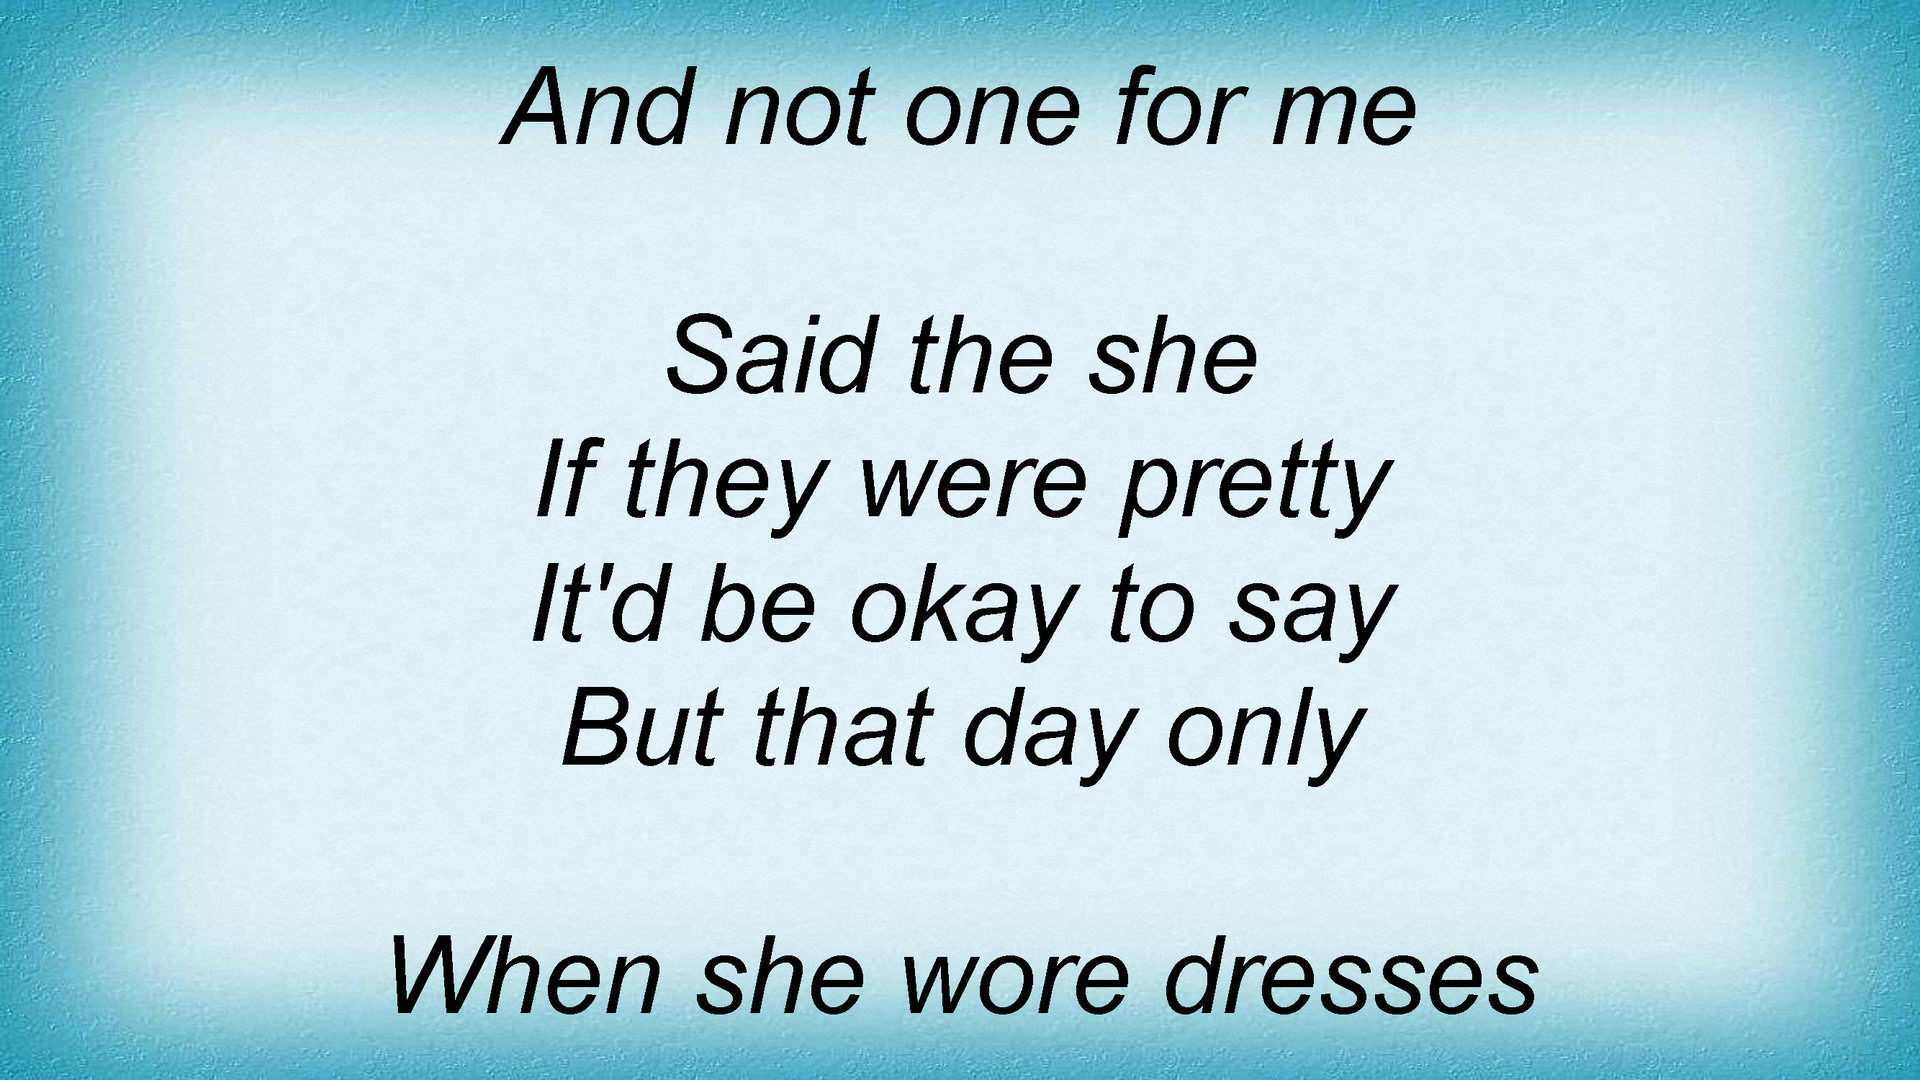 And not one for me
Said the she
If they were pretty
It'd be okay to say
But that day only
When she wore dresses